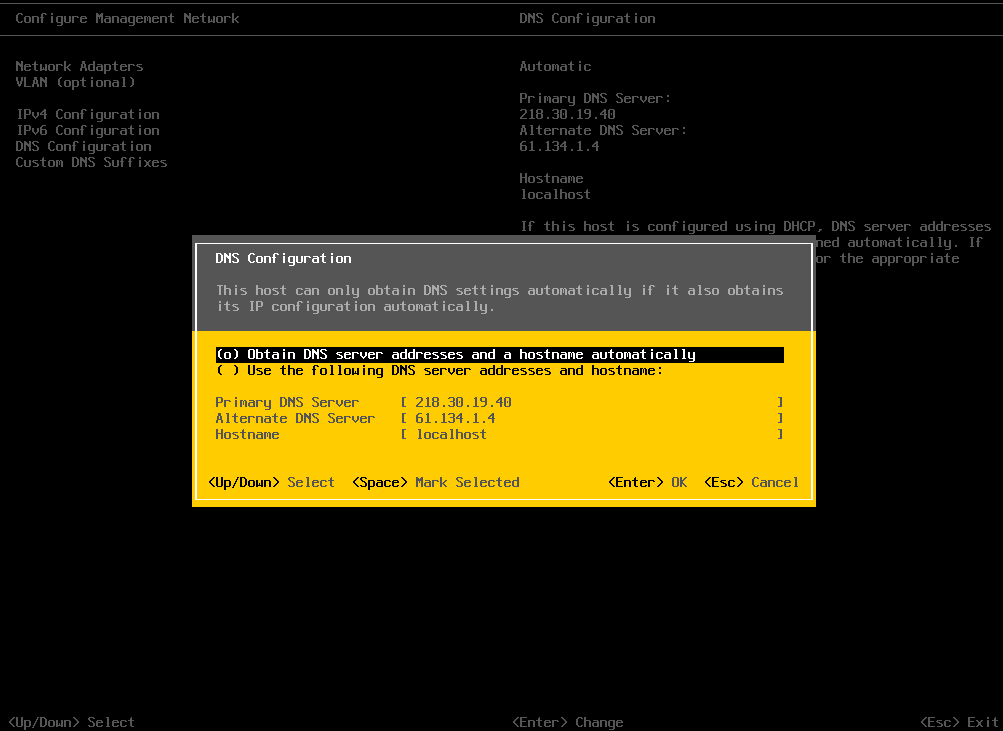 Configure Management Network
DNS Configuration
Network Adapters
VLAN (optional)
IPv4 Configuration
IPv6 Configuration
DNS Configuration
Custom DNS Suffixes
Automatic
Primary DNS Server:
218.30.19.40
Alternate DNS Server:
61.134.1.4
Hostname
localhost
If this host is configured using DHCP, DNS server addresses
ned automatically. If
or the appropriate
DNS Configuration
This host can only obtain DNS settings automatically if it also obtains
its IP configuration automatically.
(o) Obtain DNS server addresses and a hostname automatically
( ) Use the following DNS server addresses and hostname:
Primary DNS Server [ 218.30.19.40 ]
Alternate DNS Server [ 61.134.1.4 ]
Hostname [ localhost ]
<Up/Down> Select <Space> Mark Selected <Enter> OK <Esc> Cancel
<Up/Down> Select <Enter> Change <Esc> Exit